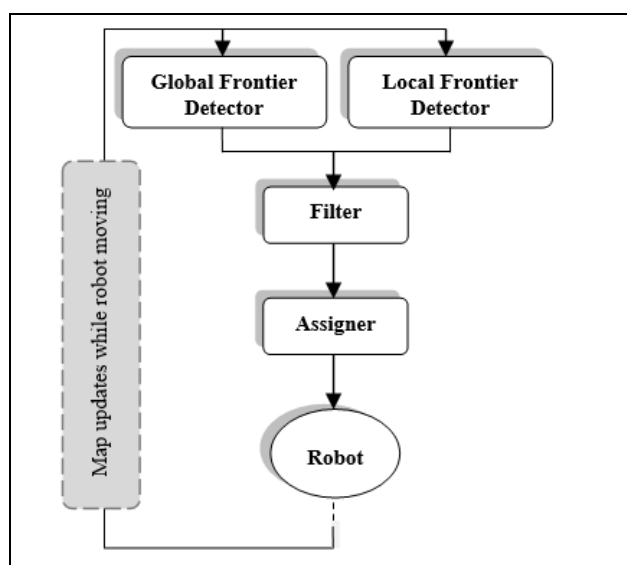 Global Frontier
Detector
Local Frontier
Detector
Filter
Assigner
Robot
Map updates while robot moving